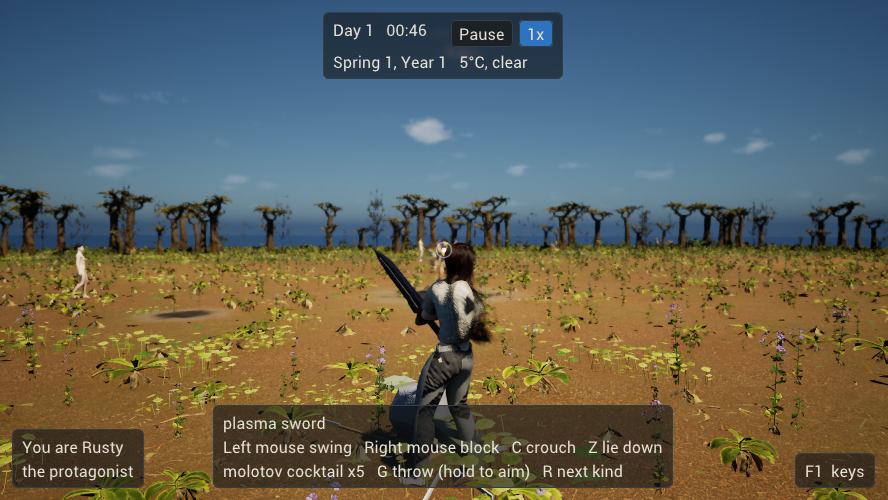 Day 1 00:46 Pause 1x
Spring 1, Year 1 5°C, clear
plasma sword
Left mouse swing Right mouse block C crouch Z lie down
molotov cocktail x5 G throw (hold to aim) R next kind
You are Rusty
the protagonist
F1 keys